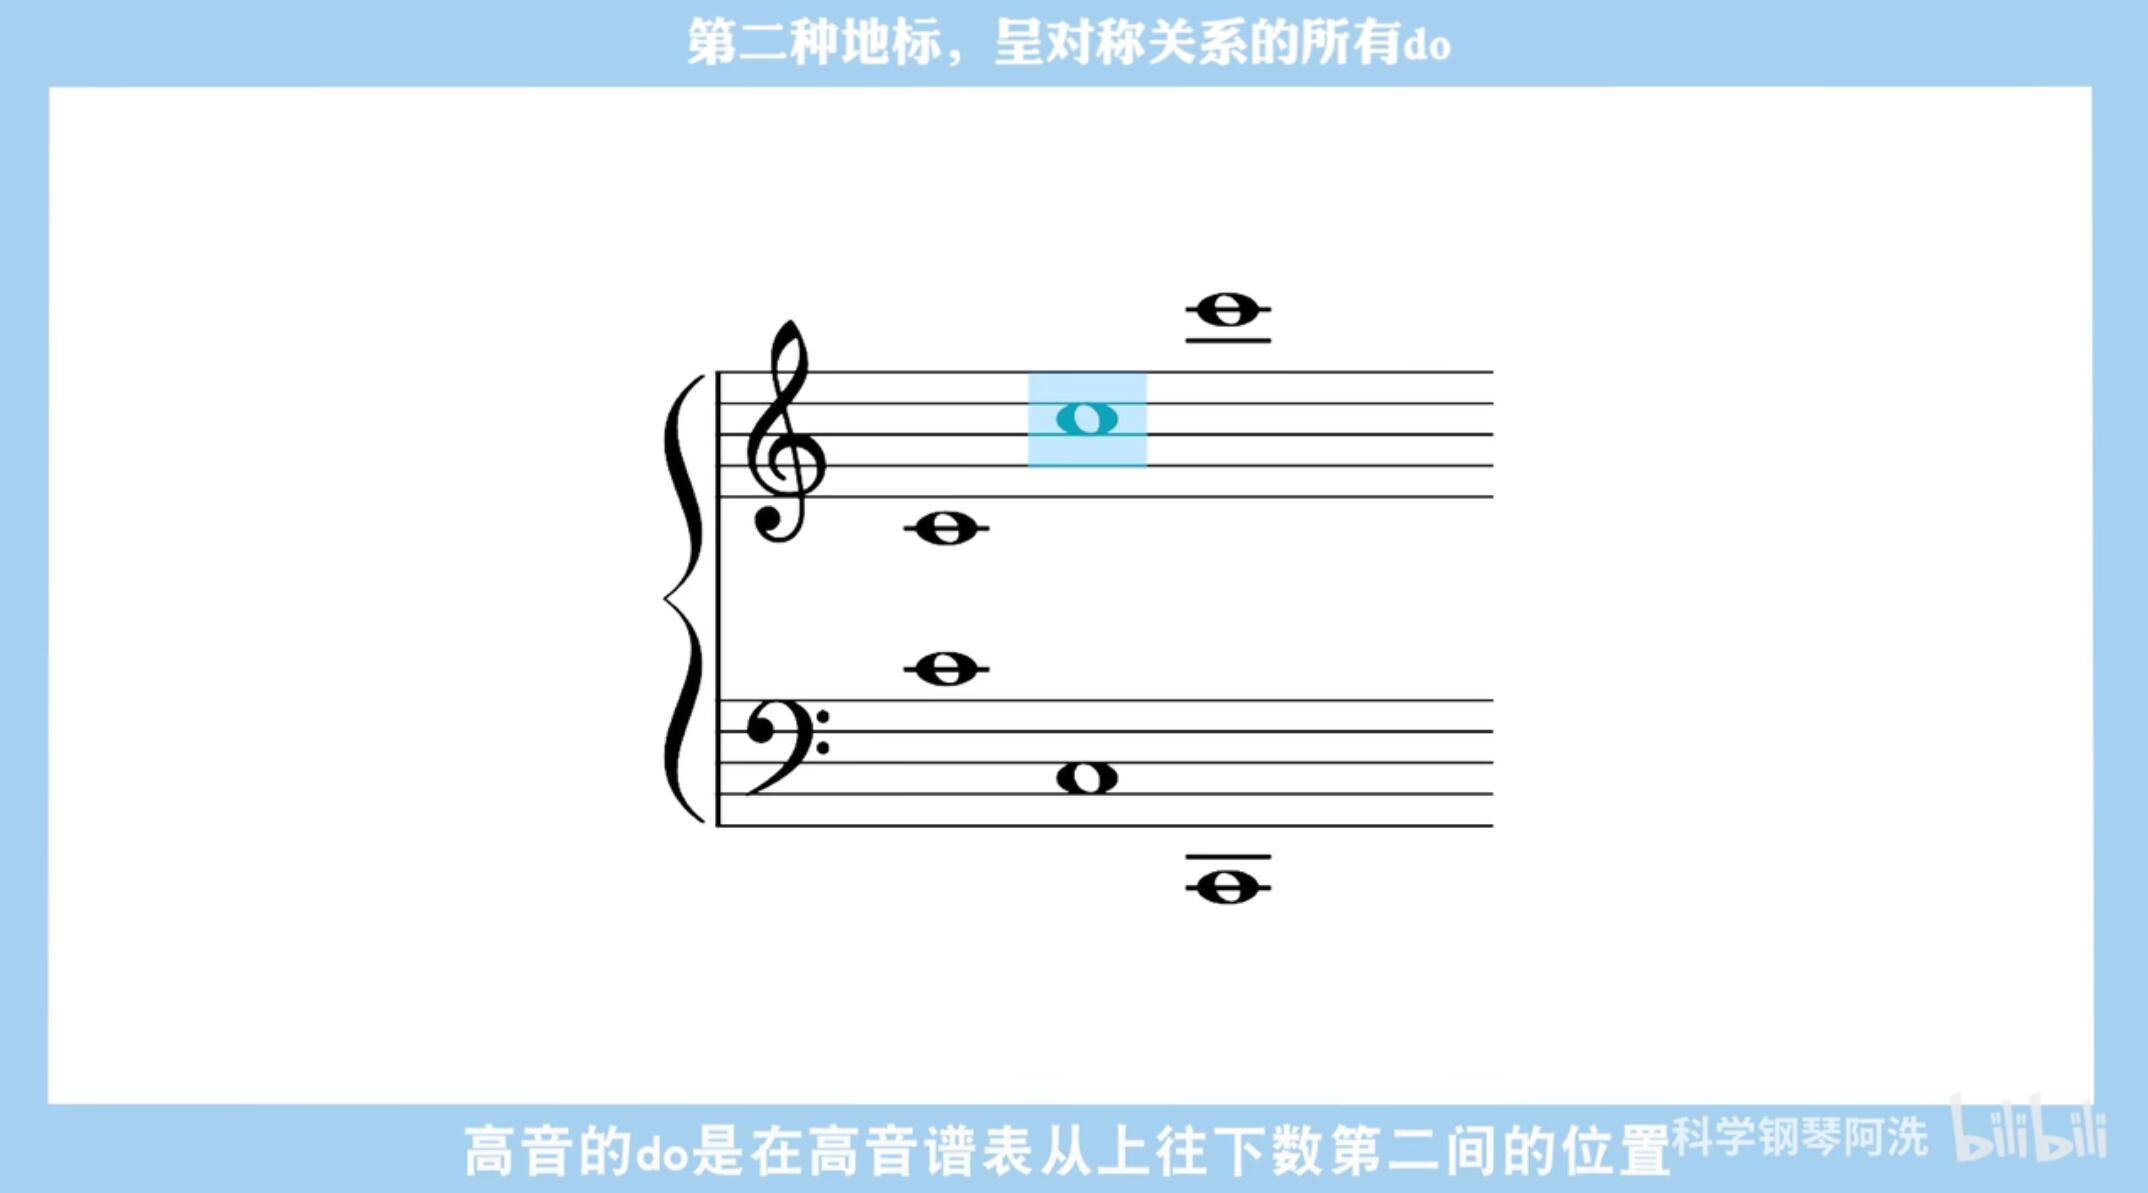 第二种地标，呈对称关系的所有do
高音的do是在高音谱表从上往下数第二间的位置
科学钢琴阿洗
bilibili